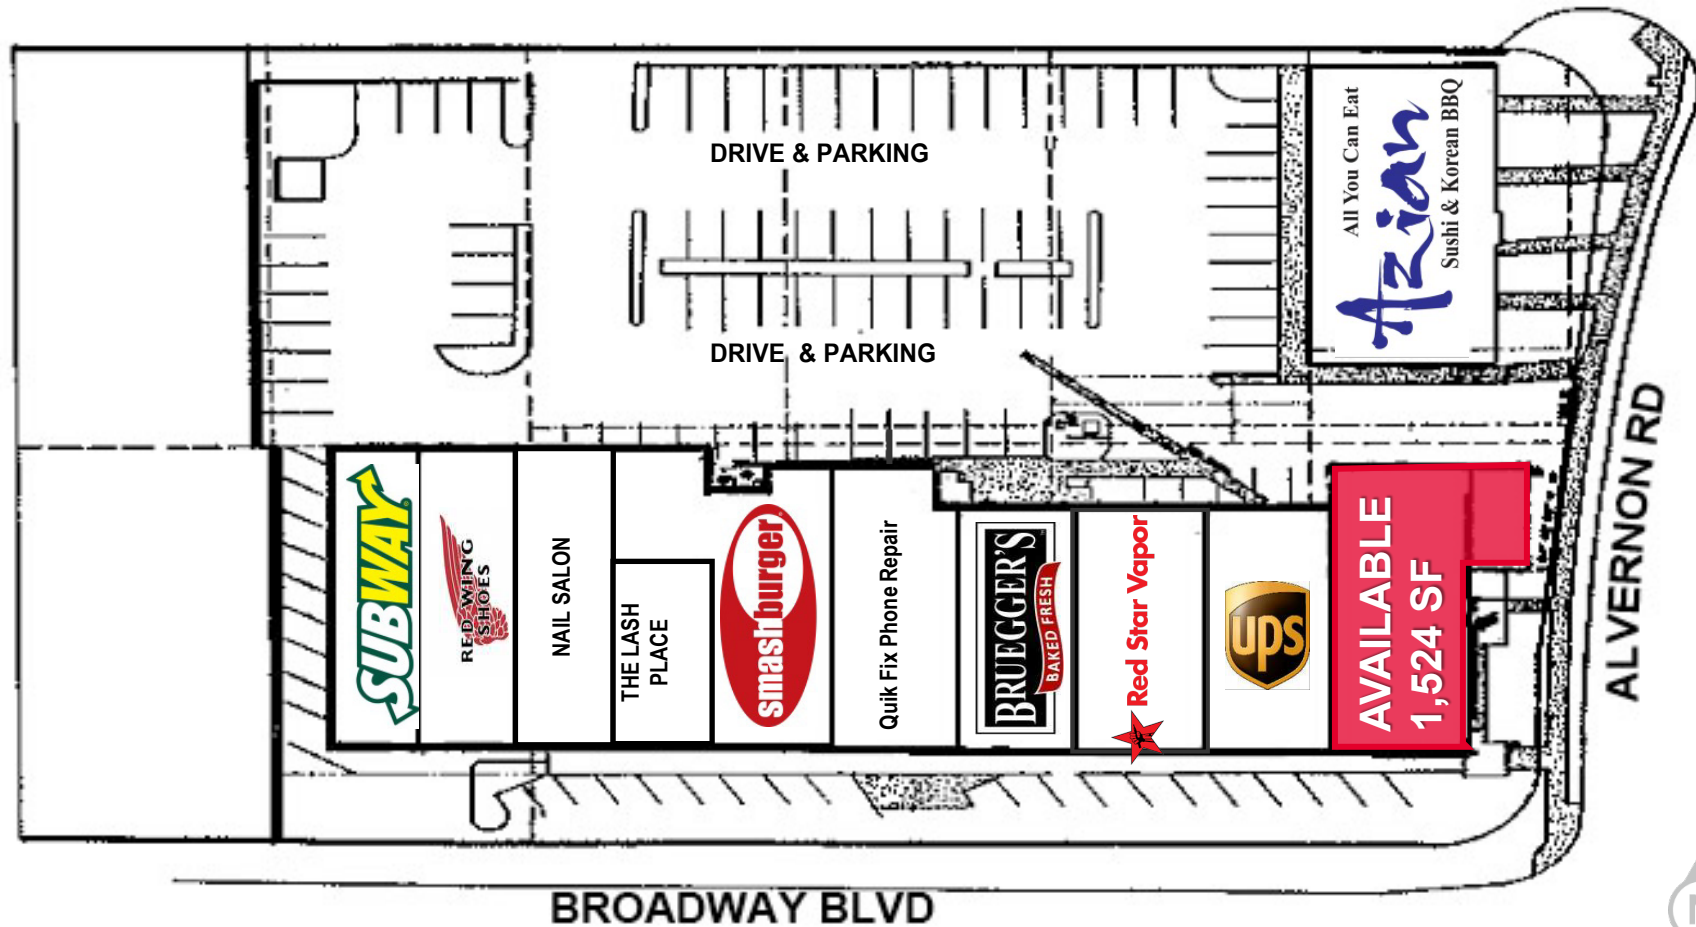 DRIVE & PARKING
DRIVE & PARKING
All You Can Eat
Azian
Sushi & Korean BBQ
ALVERNON RD
SUBWAY
RED WING
SHOES
NAIL SALON
THE LASH
PLACE
smashburger
Quik Fix Phone Repair
BRUEGGER'S
BAKED FRESH
Red Star Vapor
ups
AVAILABLE
1,524 SF
BROADWAY BLVD